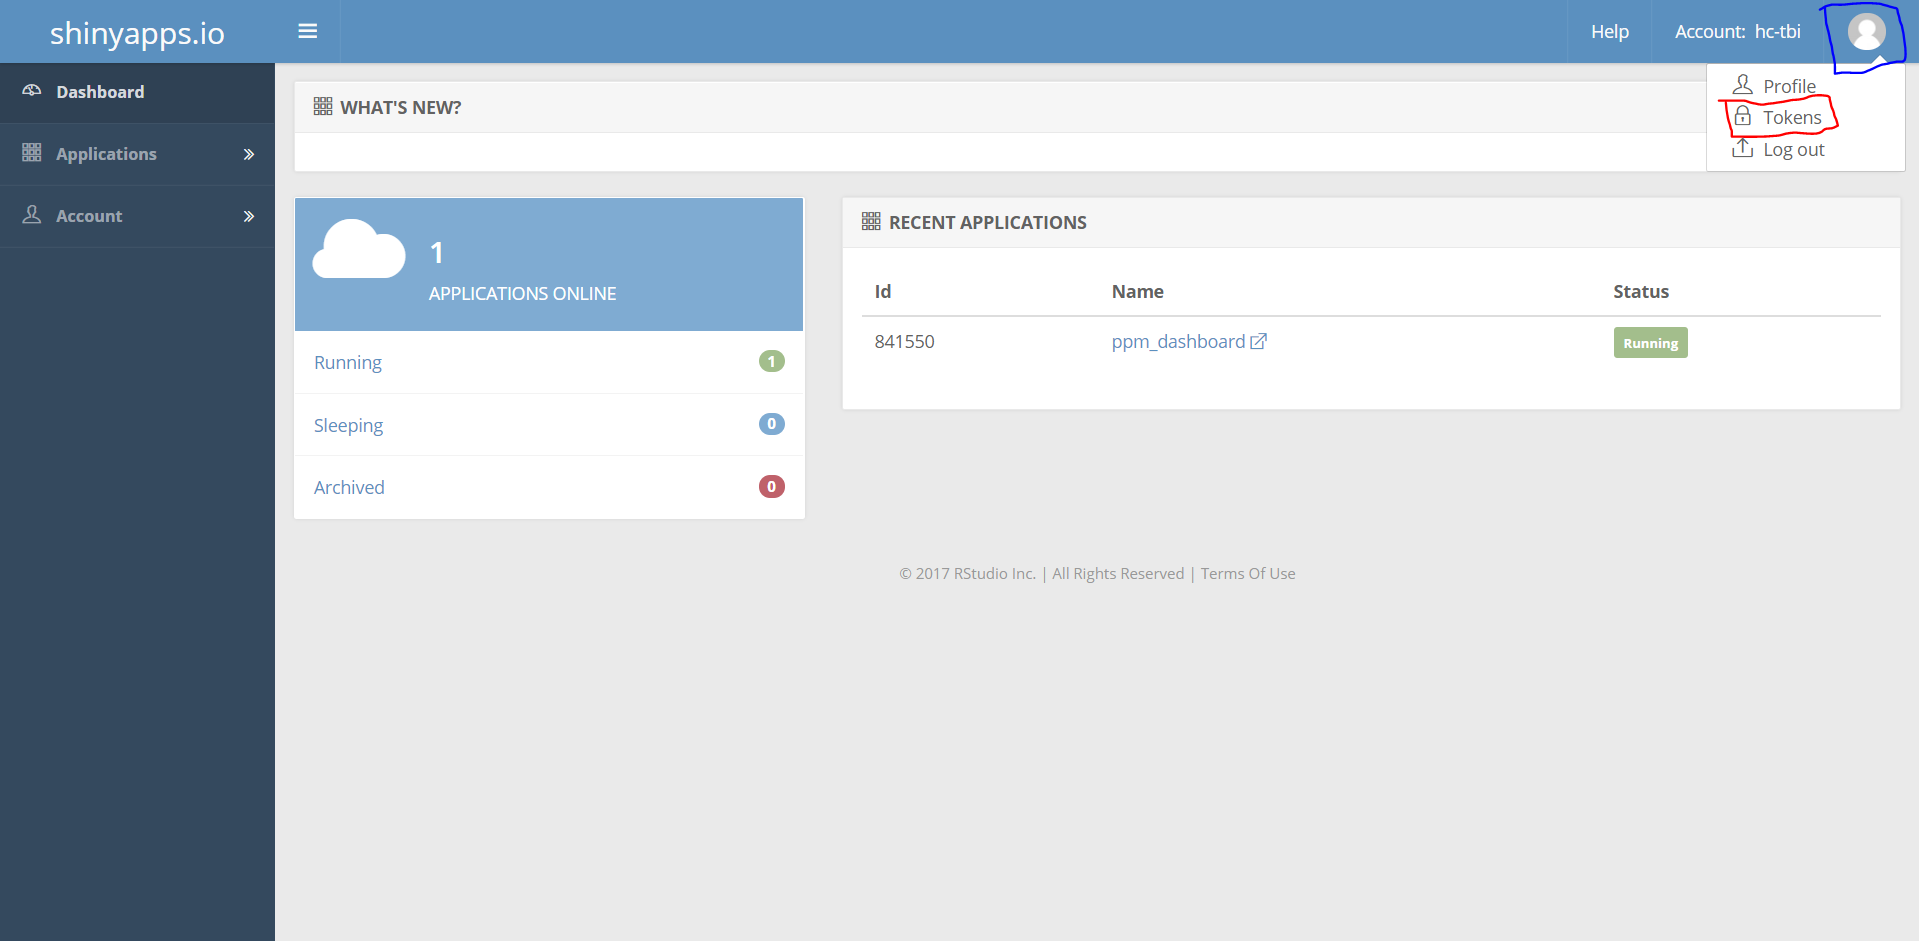 shinyapps.io
Help
Account: hc-tbi
Dashboard
Applications
Account
Profile
Tokens
Log out
WHAT'S NEW?
1
APPLICATIONS ONLINE
Running 1
Sleeping 0
Archived 0
RECENT APPLICATIONS
Id Name Status
841550 ppm_dashboard Running
© 2017 RStudio Inc. | All Rights Reserved | Terms Of Use